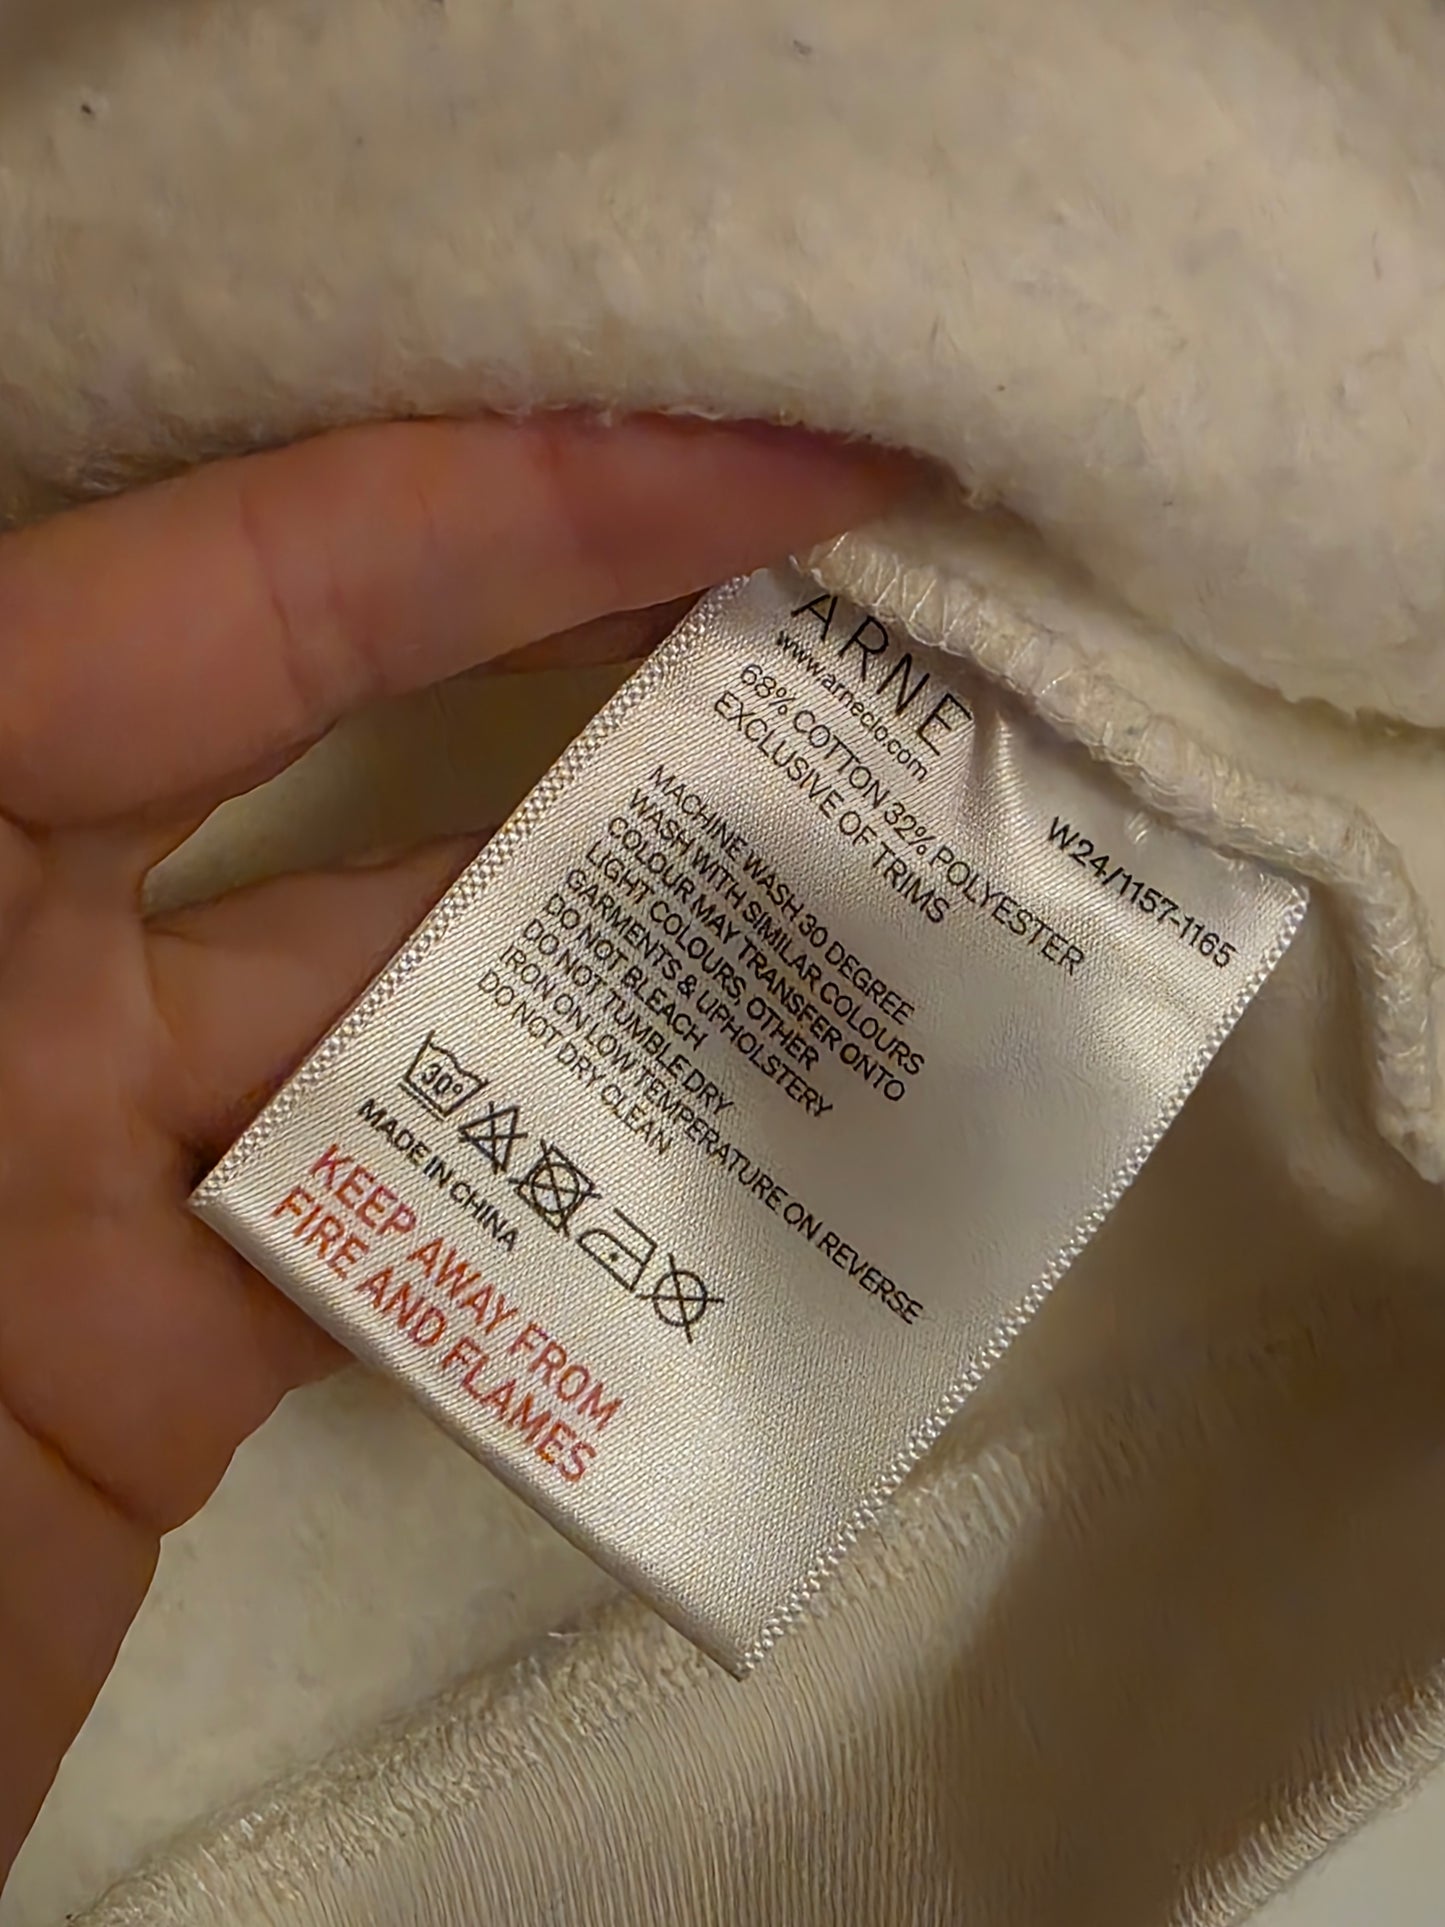 ARNE
www.arneclo.com
68% COTTON 32% POLYESTER
EXCLUSIVE OF TRIMS
W24/1157-1165
MACHINE WASH 30 DEGREE
WASH WITH SIMILAR COLOURS
COLOUR MAY TRANSFER ONTO
LIGHT COLOURS, OTHER
GARMENTS & UPHOLSTERY
DO NOT BLEACH
DO NOT TUMBLE DRY
IRON ON LOW TEMPERATURE ON REVERSE
DO NOT DRY CLEAN
30°
MADE IN CHINA
KEEP AWAY FROM
FIRE AND FLAMES